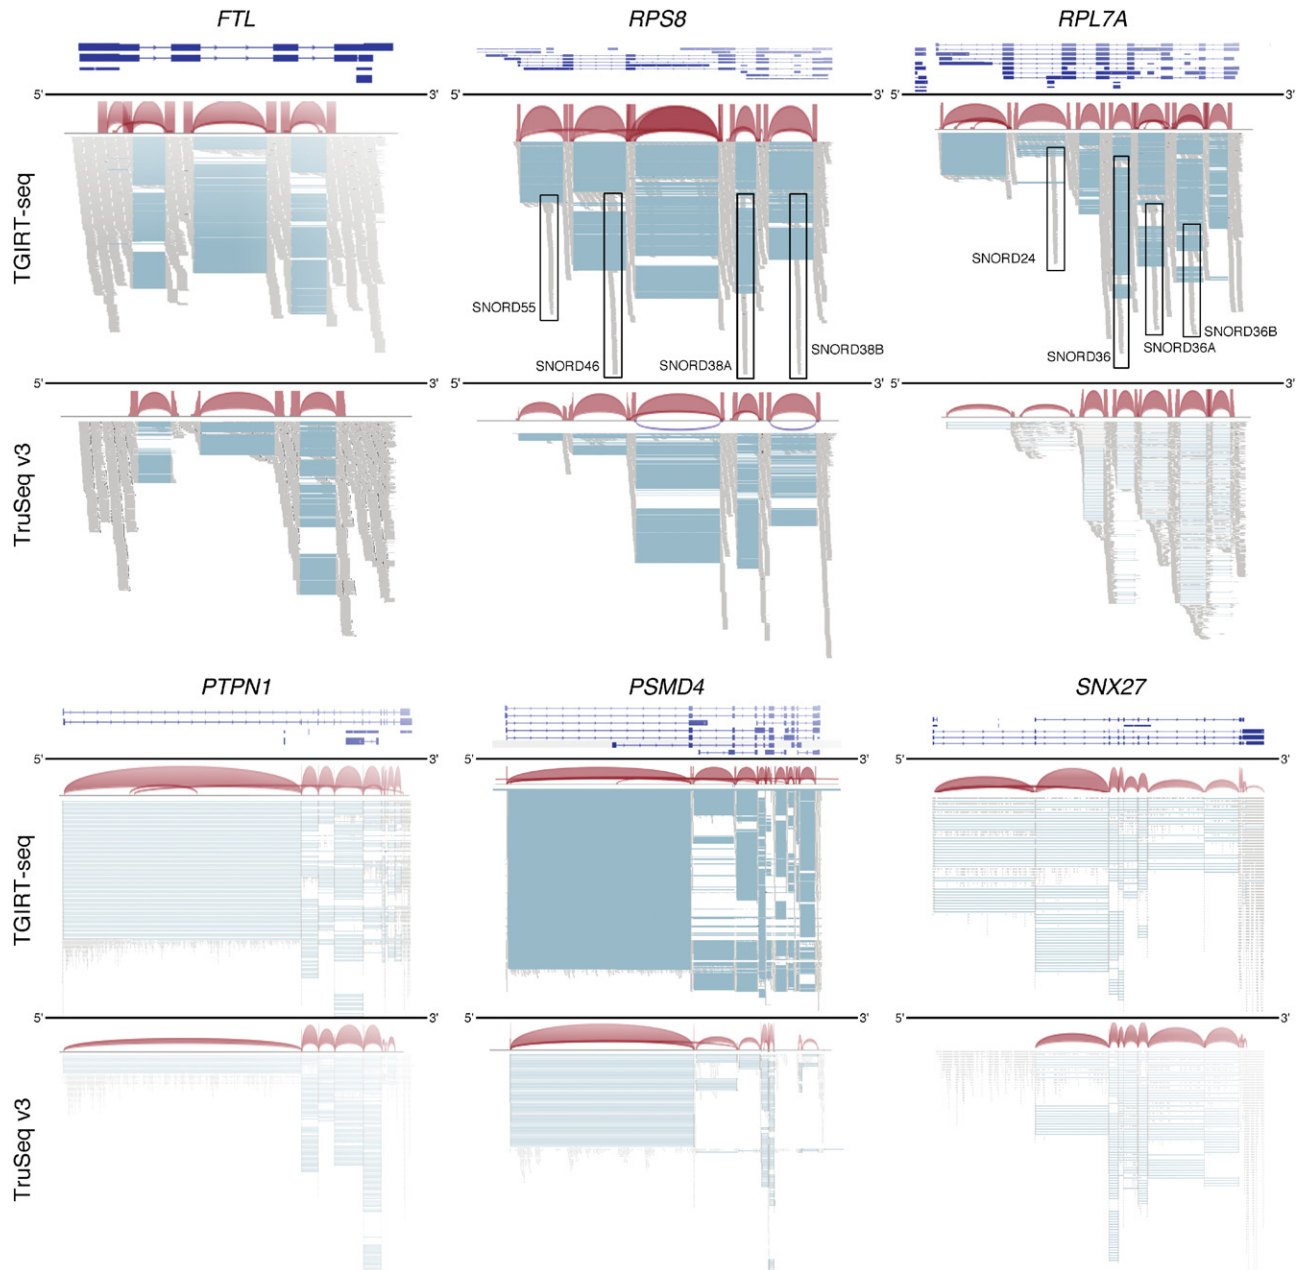 FTL
RPS8
RPL7A
5'
3'
5'
3'
5'
3'
TGIRT-seq
SNORD55
SNORD46
SNORD38A
SNORD38B
SNORD24
SNORD36
SNORD36A
SNORD36B
5'
3'
5'
3'
5'
3'
TruSeq v3
PTPN1
PSMD4
SNX27
5'
3'
5'
3'
5'
3'
TGIRT-seq
5'
3'
5'
3'
5'
3'
TruSeq v3